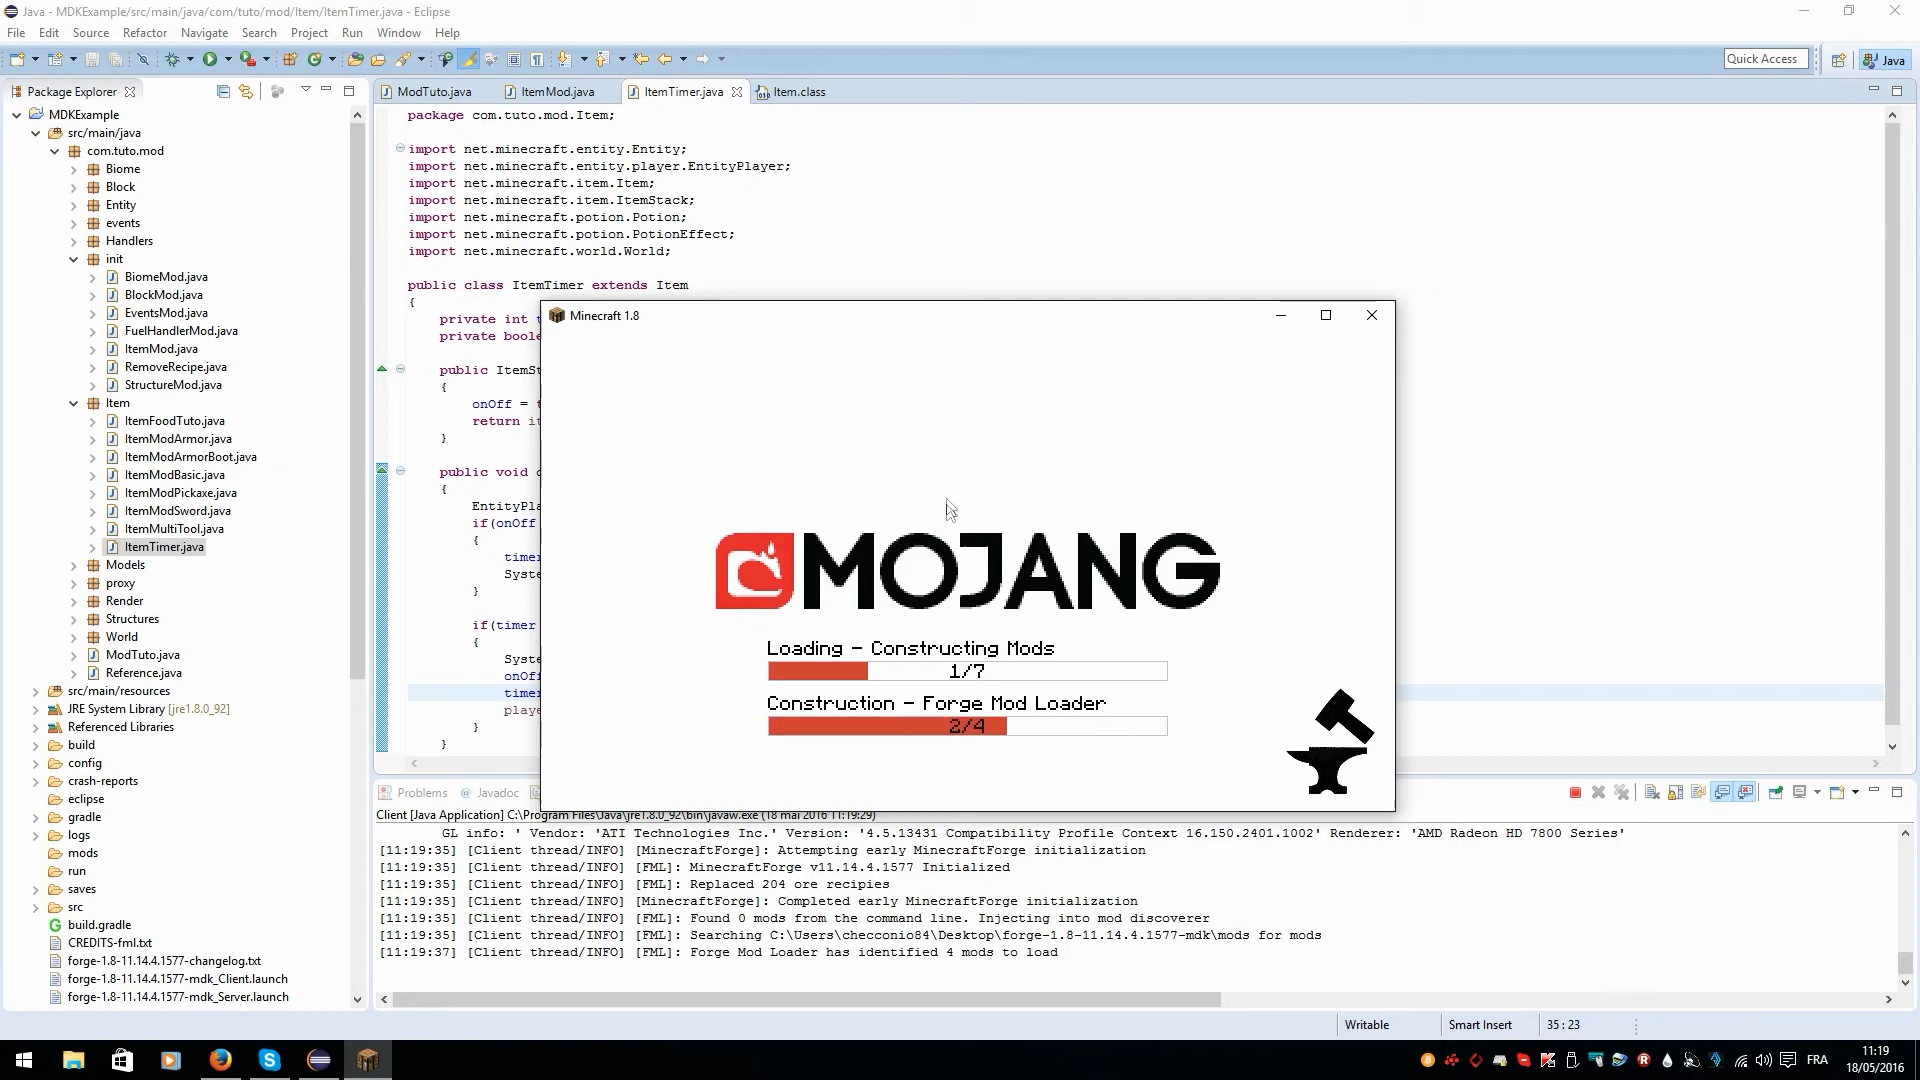 Java - MDKExample/src/main/java/com/tuto/mod/Item/ItemTimer.java - Eclipse
File Edit Source Refactor Navigate Search Project Run Window Help
Quick Access
Java
Package Explorer
MDKExample
src/main/java
com.tuto.mod
Biome
Block
Entity
events
Handlers
init
BiomeMod.java
BlockMod.java
EventsMod.java
FuelHandlerMod.java
ItemMod.java
RemoveRecipe.java
StructureMod.java
Item
ItemFoodTuto.java
ItemModArmor.java
ItemModArmorBoot.java
ItemModBasic.java
ItemModPickaxe.java
ItemModSword.java
ItemMultiTool.java
ItemTimer.java
Models
proxy
Render
Structures
World
ModTuto.java
Reference.java
src/main/resources
JRE System Library [jre1.8.0_92]
Referenced Libraries
build
config
crash-reports
eclipse
gradle
logs
mods
run
saves
src
build.gradle
CREDITS-fml.txt
forge-1.8-11.14.4.1577-changelog.txt
forge-1.8-11.14.4.1577-mdk_Client.launch
forge-1.8-11.14.4.1577-mdk_Server.launch
ModTuto.java ItemMod.java ItemTimer.java Item.class
package com.tuto.mod.Item;
import net.minecraft.entity.Entity;
import net.minecraft.entity.player.EntityPlayer;
import net.minecraft.item.Item;
import net.minecraft.item.ItemStack;
import net.minecraft.potion.Potion;
import net.minecraft.potion.PotionEffect;
import net.minecraft.world.World;
public class ItemTimer extends Item
{
private int t
private boole
public ItemSt
{
onOff = t
return it
}
public void o
{
EntityPla
if(onOff
{
timer
Syste
}
if(timer
{
Syste
onOff
timer
playe
}
}
Minecraft 1.8
MOJANG
Loading - Constructing Mods
1/7
Construction - Forge Mod Loader
2/4
Problems Javadoc
Client [Java Application] C:\Program Files\Java\jre1.8.0_92\bin\javaw.exe (18 mai 2016 11:19:29)
GL info: ' Vendor: 'ATI Technologies Inc.' Version: '4.5.13431 Compatibility Profile Context 16.150.2401.1002' Renderer: 'AMD Radeon HD 7800 Series'
[11:19:35] [Client thread/INFO] [MinecraftForge]: Attempting early MinecraftForge initialization
[11:19:35] [Client thread/INFO] [FML]: MinecraftForge v11.14.4.1577 Initialized
[11:19:35] [Client thread/INFO] [FML]: Replaced 204 ore recipies
[11:19:35] [Client thread/INFO] [MinecraftForge]: Completed early MinecraftForge initialization
[11:19:35] [Client thread/INFO] [FML]: Found 0 mods from the command line. Injecting into mod discoverer
[11:19:35] [Client thread/INFO] [FML]: Searching C:\Users\checconio84\Desktop\forge-1.8-11.14.4.1577-mdk\mods for mods
[11:19:37] [Client thread/INFO] [FML]: Forge Mod Loader has identified 4 mods to load
Writable Smart Insert 35 : 23
FRA
11:19
18/05/2016